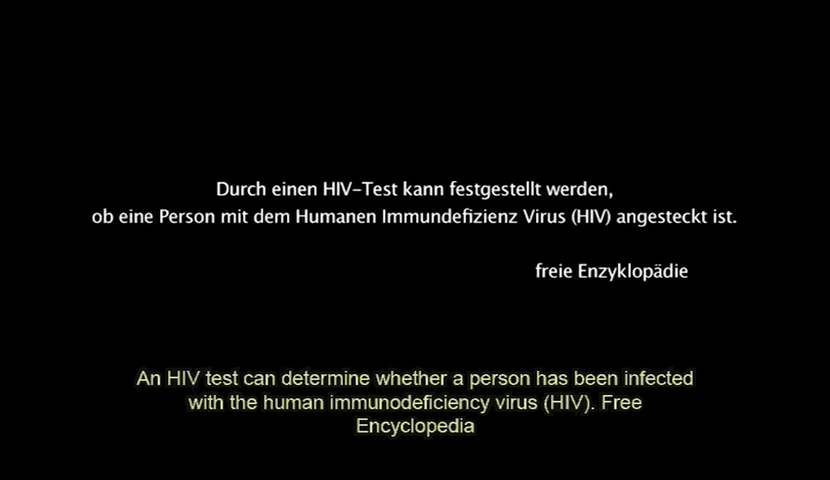 Durch einen HIV-Test kann festgestellt werden,
ob eine Person mit dem Humanen Immundefizienz Virus (HIV) angesteckt ist.
freie Enzyklopädie
An HIV test can determine whether a person has been infected
with the human immunodeficiency virus (HIV). Free
Encyclopedia